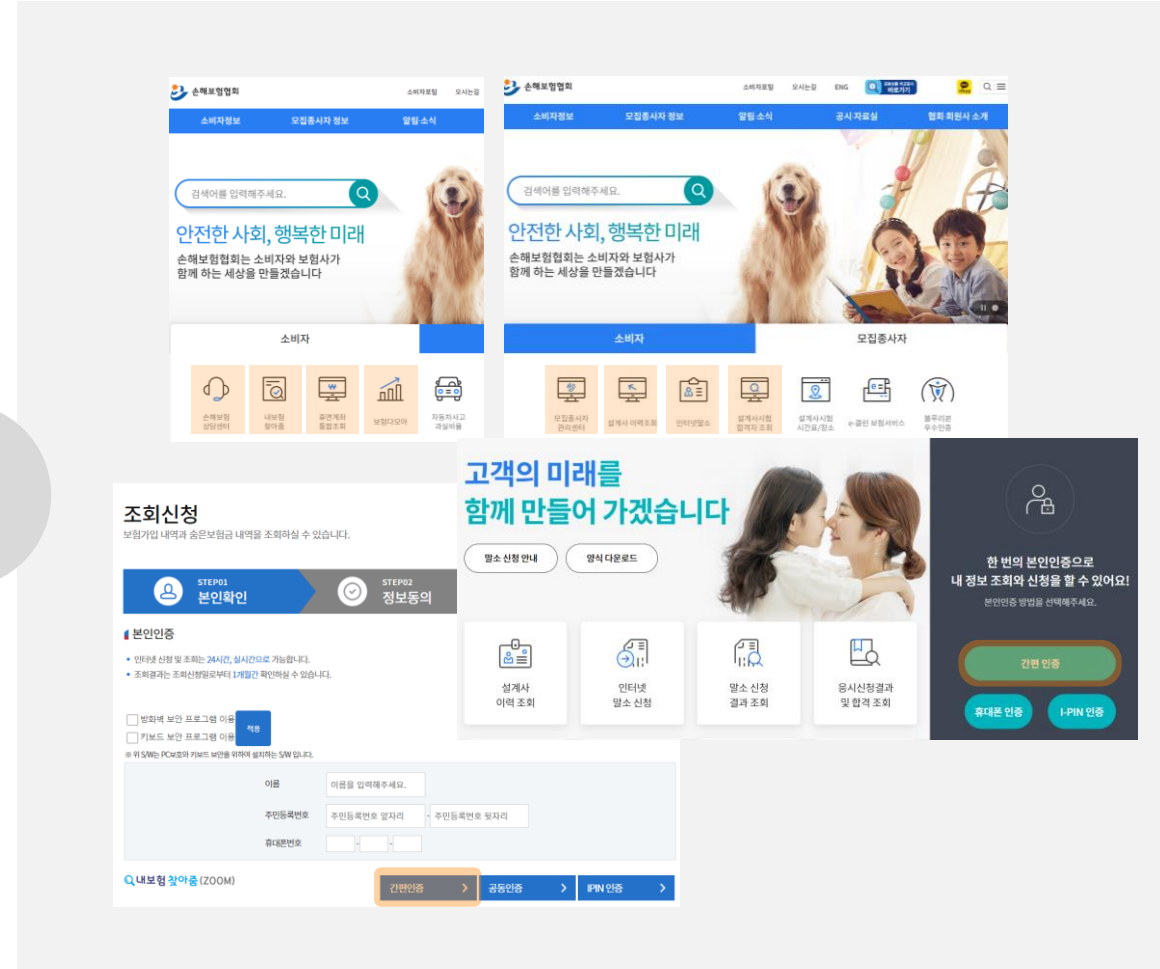 손해보험협회
소비자포털
오시는길
소비자정보
모집종사자 정보
알림·소식
검색어를 입력해주세요.
안전한 사회, 행복한 미래
손해보험협회는 소비자와 보험사가
함께 하는 세상을 만들겠습니다
소비자
손해보험
상담센터
내보험
찾아줌
휴면계좌
통합조회
보험다모아
자동차사고
과실비율
손해보험협회
소비자포털
오시는길
ENG
바로가기
소비자정보
모집종사자 정보
알림·소식
공시·자료실
협회·회원사 소개
검색어를 입력해주세요.
안전한 사회, 행복한 미래
손해보험협회는 소비자와 보험사가
함께 하는 세상을 만들겠습니다
소비자
모집종사자
모집종사자
관리센터
설계사 이력조회
인터넷말소
설계사시험
합격자 조회
설계사시험
시간표/장소
e-클린 보험서비스
블루리본
우수인증
조회신청
보험가입 내역과 숨은보험금 내역을 조회하실 수 있습니다.
STEP01
본인확인
STEP02
정보동의
본인인증
• 인터넷 신청 및 조회는 24시간, 실시간으로 가능합니다.
• 조회결과는 조회신청일로부터 1개월간 확인하실 수 있습니다.
방화벽 보안 프로그램 이용
키보드 보안 프로그램 이용
적용
※ 위 S/W는 PC보호와 키보드 보안을 위하여 설치하는 S/W 입니다.
이름
이름을 입력해주세요.
주민등록번호
주민등록번호 앞자리
- 주민등록번호 뒷자리
휴대폰번호
- -
내보험 찾아줌(ZOOM)
간편인증
공동인증
IPIN 인증
고객의 미래를
함께 만들어 가겠습니다
말소 신청 안내
양식 다운로드
설계사
이력 조회
인터넷
말소 신청
말소 신청
결과 조회
응시신청결과
및 합격 조회
한 번의 본인인증으로
내 정보 조회와 신청을 할 수 있어요!
본인인증 방법을 선택해주세요.
간편 인증
휴대폰 인증
I-PIN 인증